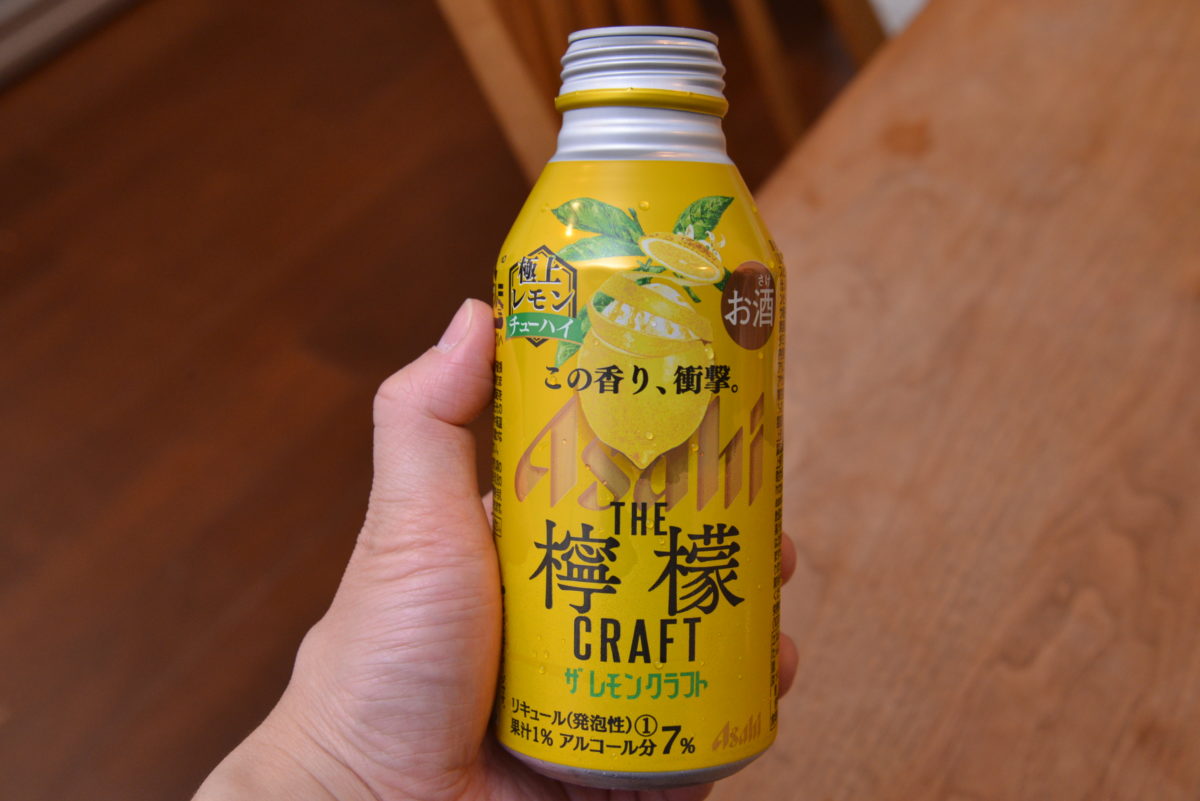 極上
レモン
チューハイ
さけ
お酒
この香り、衝撃。
Asahi
THE
檸檬
CRAFT
ザ レモンクラフト
リキュール(発泡性)①
果汁1% アルコール分7%
Asahi